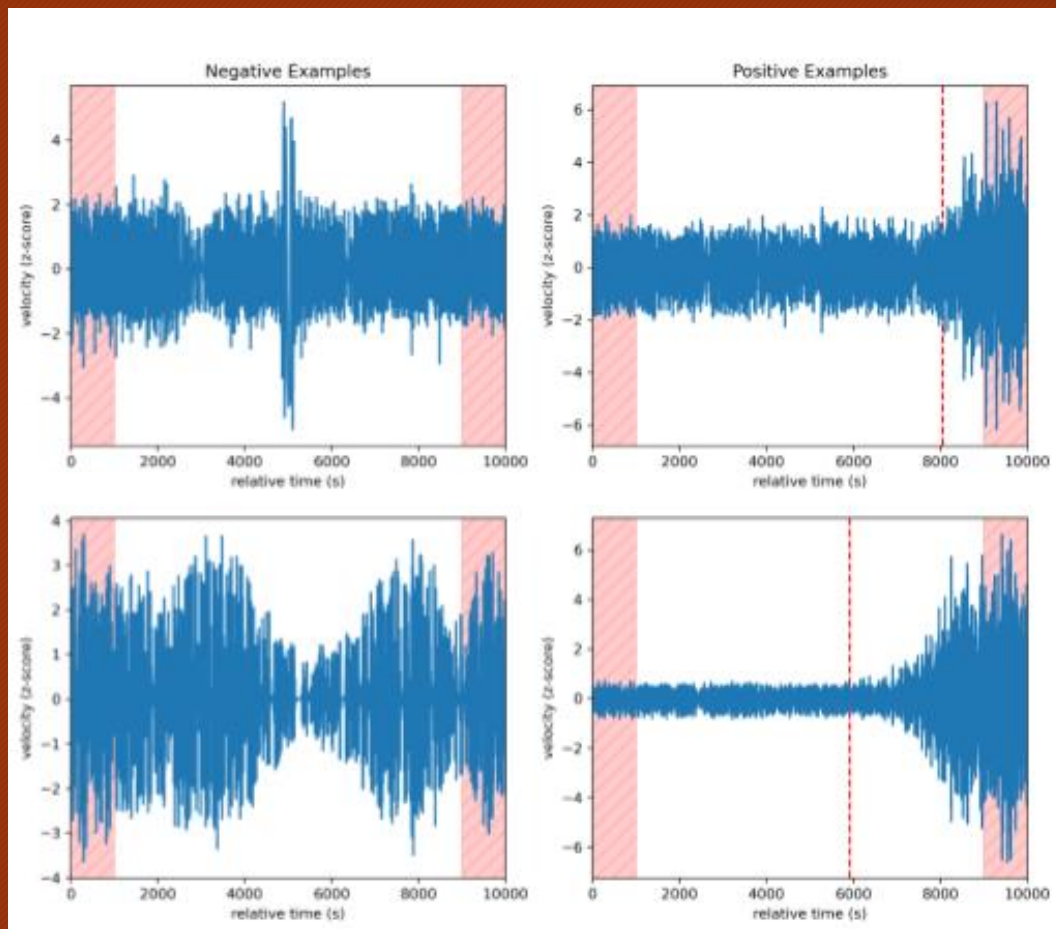 Negative Examples
velocity (z-score)
4
2
0
−2
−4
0 2000 4000 6000 8000 10000
relative time (s)
Positive Examples
velocity (z-score)
6
4
2
0
−2
−4
−6
0 2000 4000 6000 8000 10000
relative time (s)
velocity (z-score)
4
3
2
1
0
−1
−2
−3
−4
0 2000 4000 6000 8000 10000
relative time (s)
velocity (z-score)
6
4
2
0
−2
−4
−6
0 2000 4000 6000 8000 10000
relative time (s)